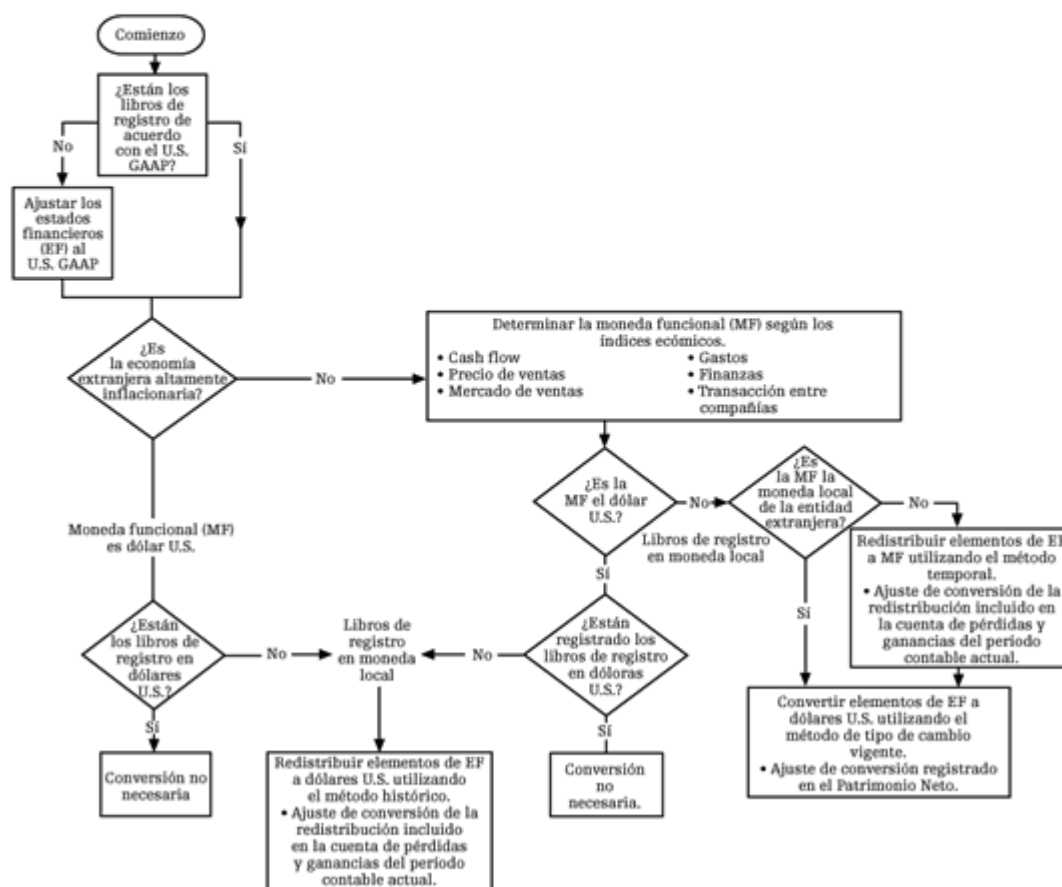 Comienzo
¿Están los
libros de
registro de
acuerdo
con el U.S.
GAAP?
No
Sí
Ajustar los
estados
financieros
(EF) al
U.S. GAAP
¿Es
la economía
extranjera altamente
inflacionaria?
No
Determinar la moneda funcional (MF) según los
índices ecómicos.
• Cash flow
• Precio de ventas
• Mercado de ventas
• Gastos
• Finanzas
• Transacción entre
compañías
Moneda funcional (MF)
es dólar U.S.
¿Es la
MF el dólar
U.S.?
No
Libros de registro
en moneda local
¿Es
la MF la
moneda local
de la entidad
extranjera?
No
Redistribuir elementos de EF
a MF utilizando el método
temporal.
• Ajuste de conversión de la
redistribución incluido en
la cuenta de pérdidas y
ganancias del período
contable actual.
Sí
Sí
¿Están
los libros de
registro en
dólares
U.S.?
No
Libros de
registro
en moneda
local
No
¿Están
registrado los
libros de registro
en dóloras
U.S.?
Convertir elementos de EF a
dólares U.S. utilizando el
método de tipo de cambio
vigente.
• Ajuste de conversión registrado
en el Patrimonio Neto.
Sí
Conversión no
necesaria
Redistribuir elementos de EF
a dólares U.S. utilizando
el método histórico.
• Ajuste de conversión de la
redistribución incluido
en la cuenta de pérdidas
y ganancias del período
contable actual.
Sí
Conversión
no
necesaria.